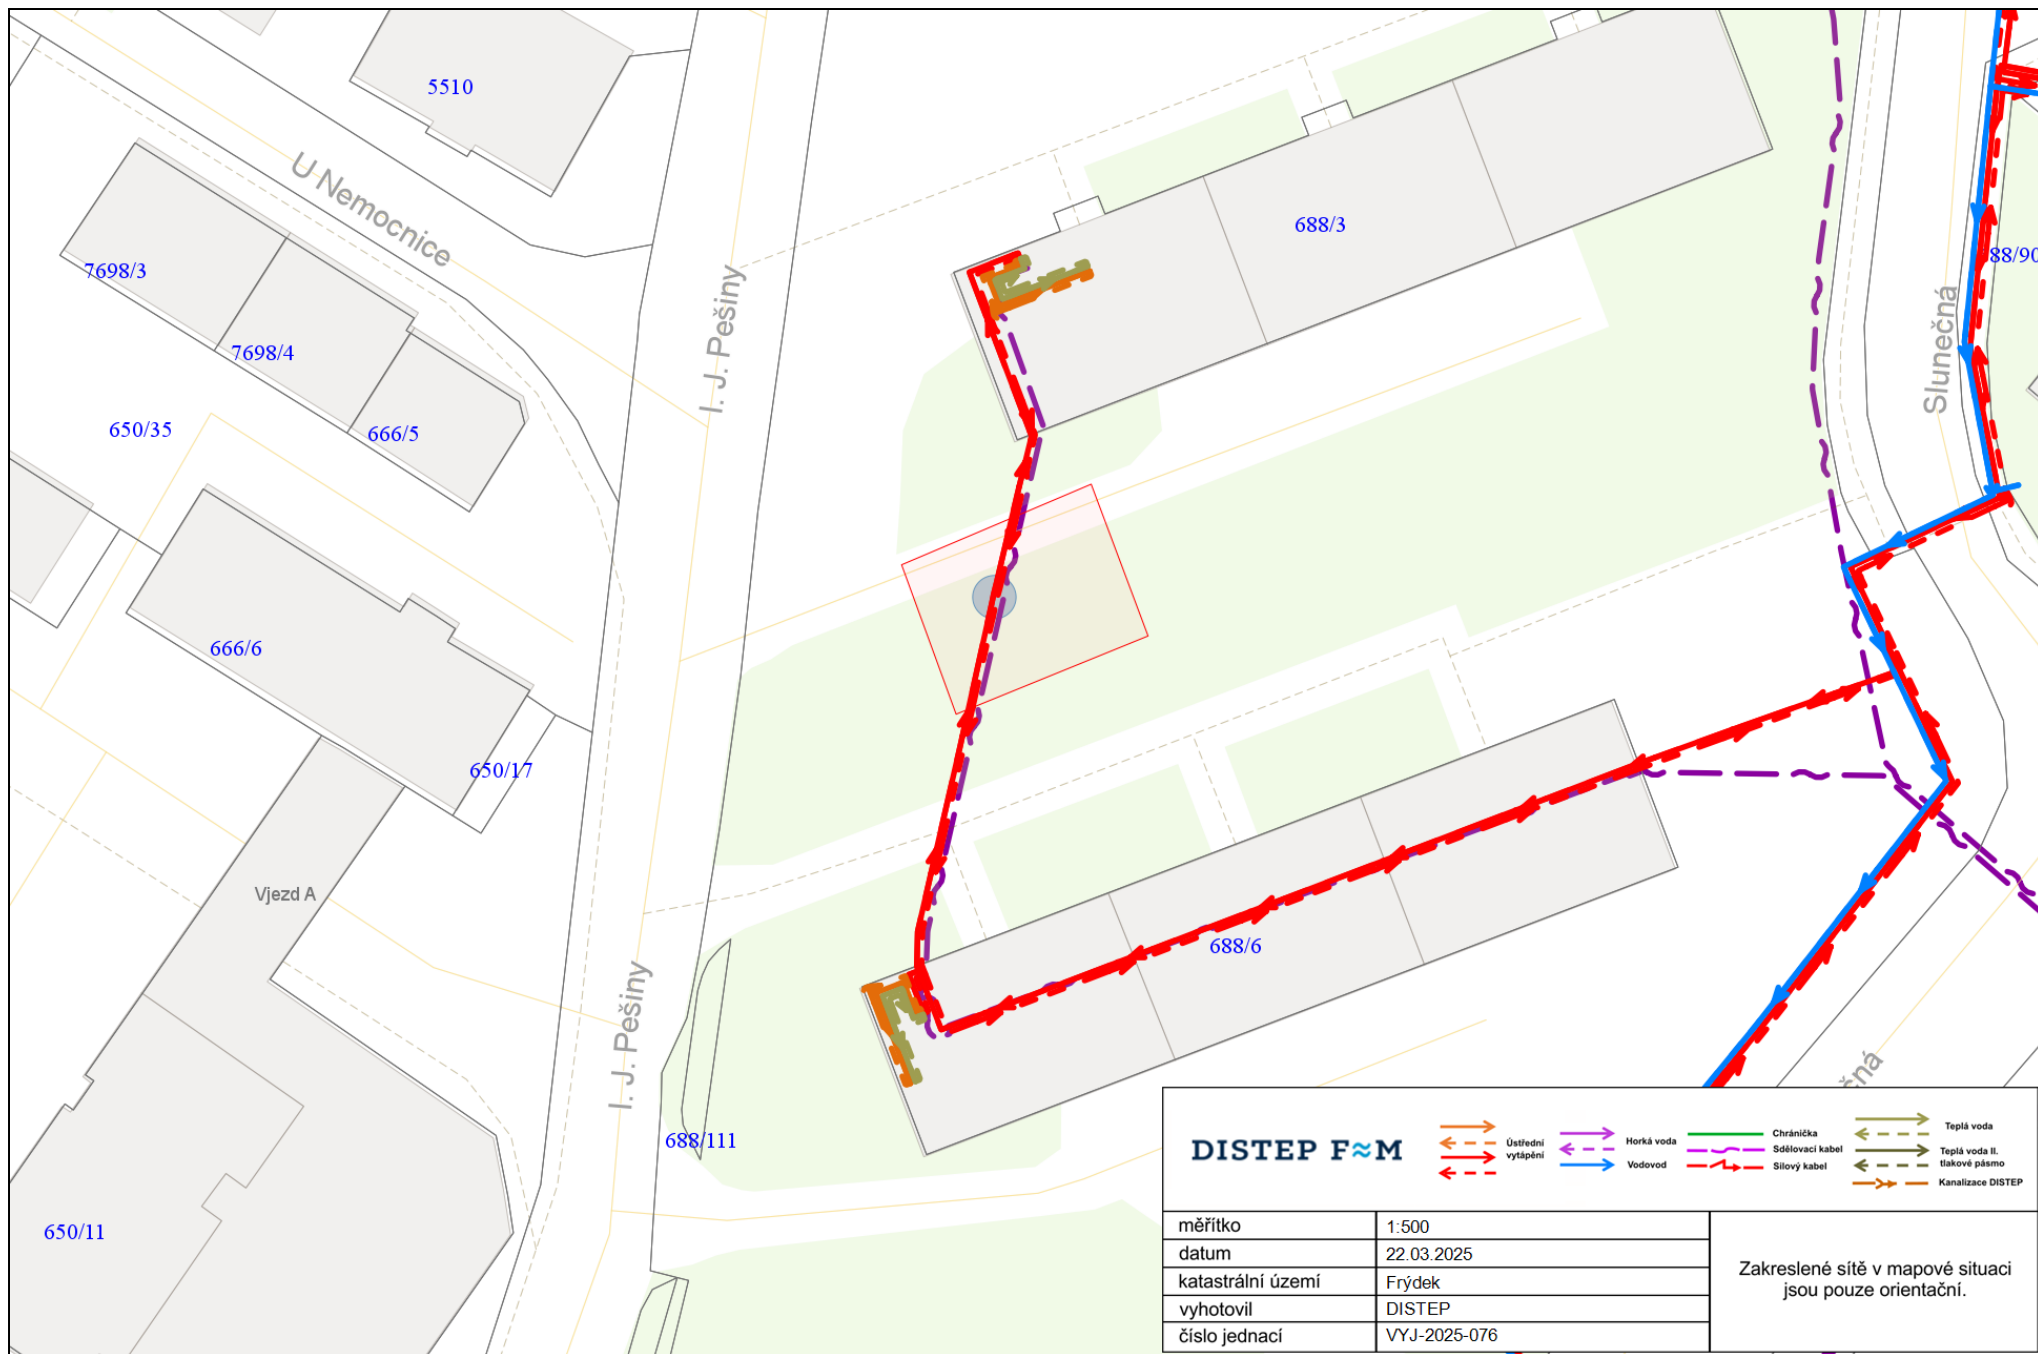 5510
U Nemocnice
7698/3
7698/4
666/5
650/35
666/6
650/17
Vjezd A
650/11
I. J. Pešiny
I. J. Pešiny
688/3
688/6
688/111
Slunečná
88/90
čná
DISTEP F≈M
Ústřední
vytápění
Horká voda
Vodovod
Chránička
Sdělovací kabel
Silový kabel
Teplá voda
Teplá voda II.
tlakové pásmo
Kanalizace DISTEP
měřítko 1:500
datum 22.03.2025
katastrální území Frýdek
vyhotovil DISTEP
číslo jednací VYJ-2025-076
Zakreslené sítě v mapové situaci
jsou pouze orientační.